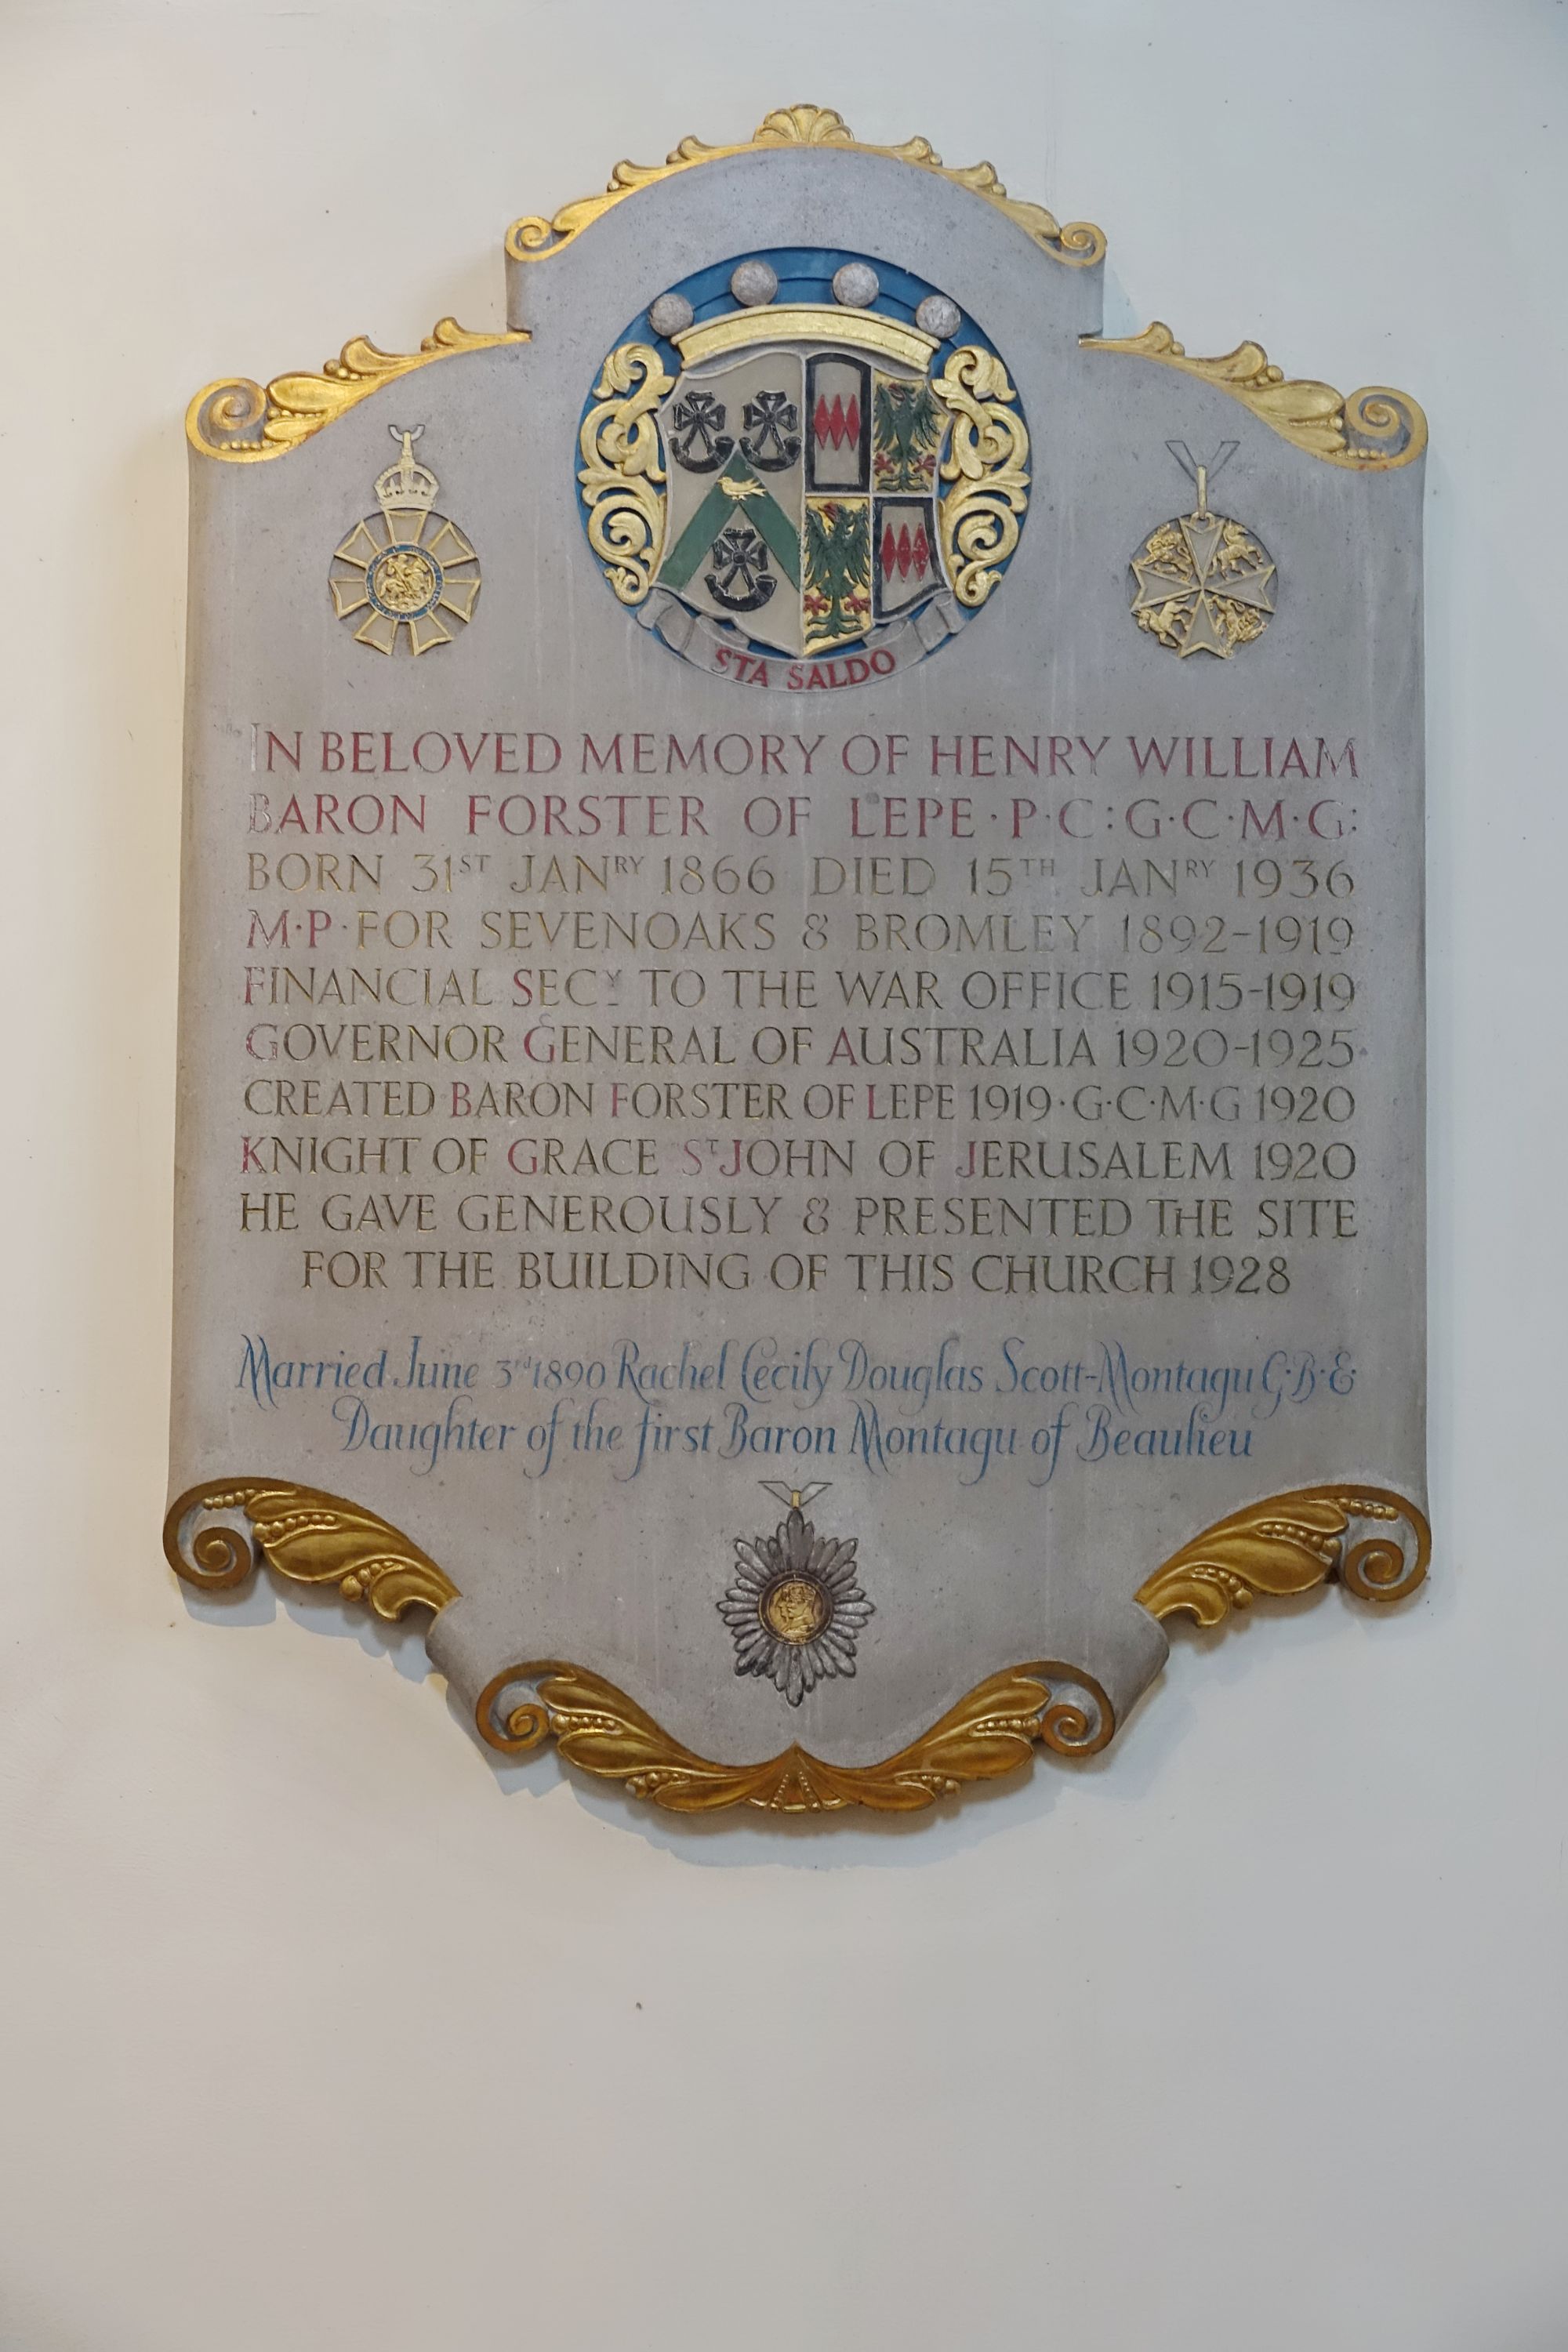 STA SALDO
IN BELOVED MEMORY OF HENRY WILLIAM
BARON FORSTER OF LEPE·P·C:G·C·M·G:
BORN 31ST JANRY 1866 DIED 15TH JANRY 1936
M·P·FOR SEVENOAKS & BROMLEY 1892-1919
FINANCIAL SECY TO THE WAR OFFICE 1915-1919
GOVERNOR GENERAL OF AUSTRALIA 1920-1925
CREATED BARON FORSTER OF LEPE 1919·G·C·M·G 1920
KNIGHT OF GRACE ST JOHN OF JERUSALEM 1920
HE GAVE GENEROUSLY & PRESENTED THE SITE
FOR THE BUILDING OF THIS CHURCH 1928
Married June 3rd 1890 Rachel Cecily Douglas Scott-Montagu G·B·E·
Daughter of the first Baron Montagu of Beaulieu